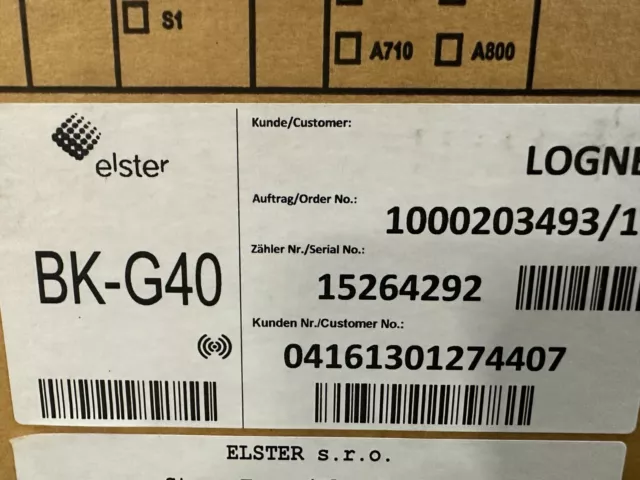 S1
A710
A800
elster
BK-G40
Kunde/Customer:
Auftrag/Order No.:
1000203493/1
Zähler Nr./Serial No.:
15264292
Kunden Nr./Customer No.:
04161301274407
ELSTER s.r.o.